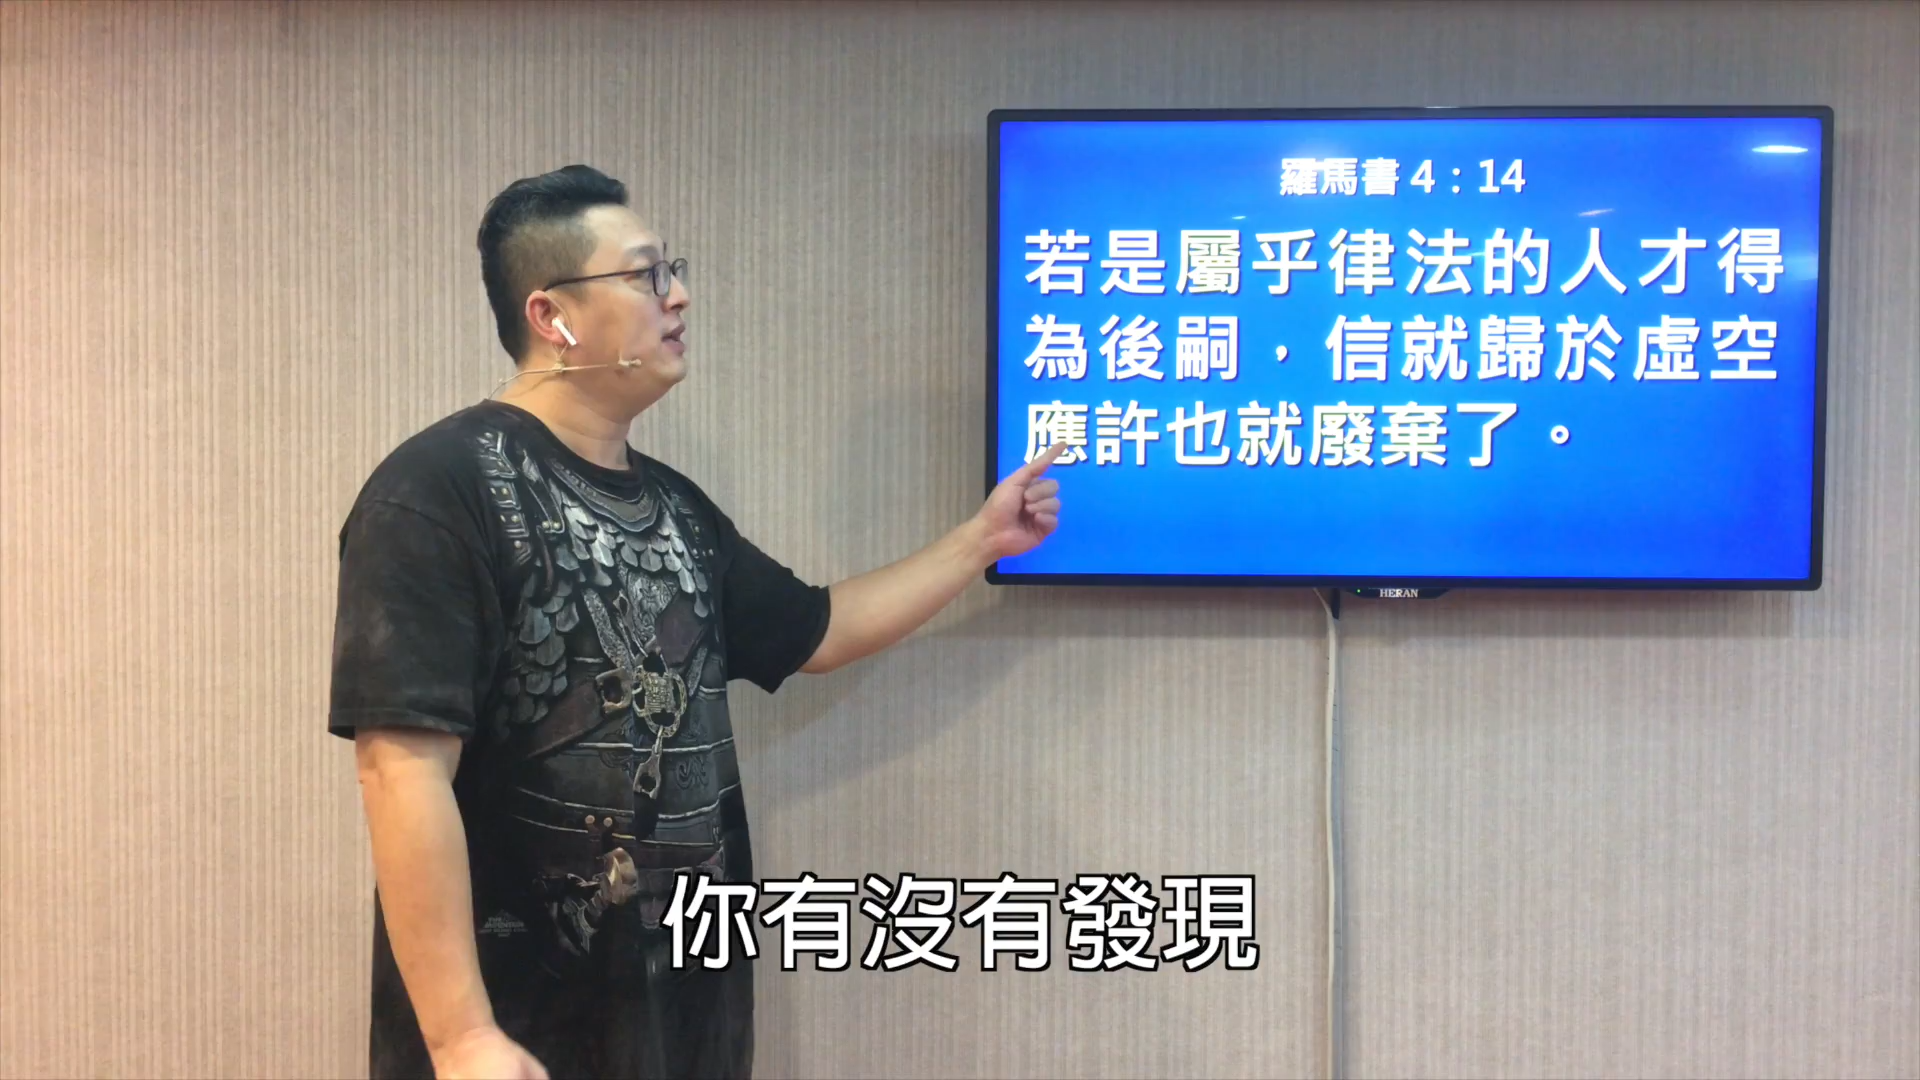 羅馬書4：14
若是屬乎律法的人才得
為後嗣，信就歸於虛空
應許也就廢棄了。
HERAN
你有沒有發現